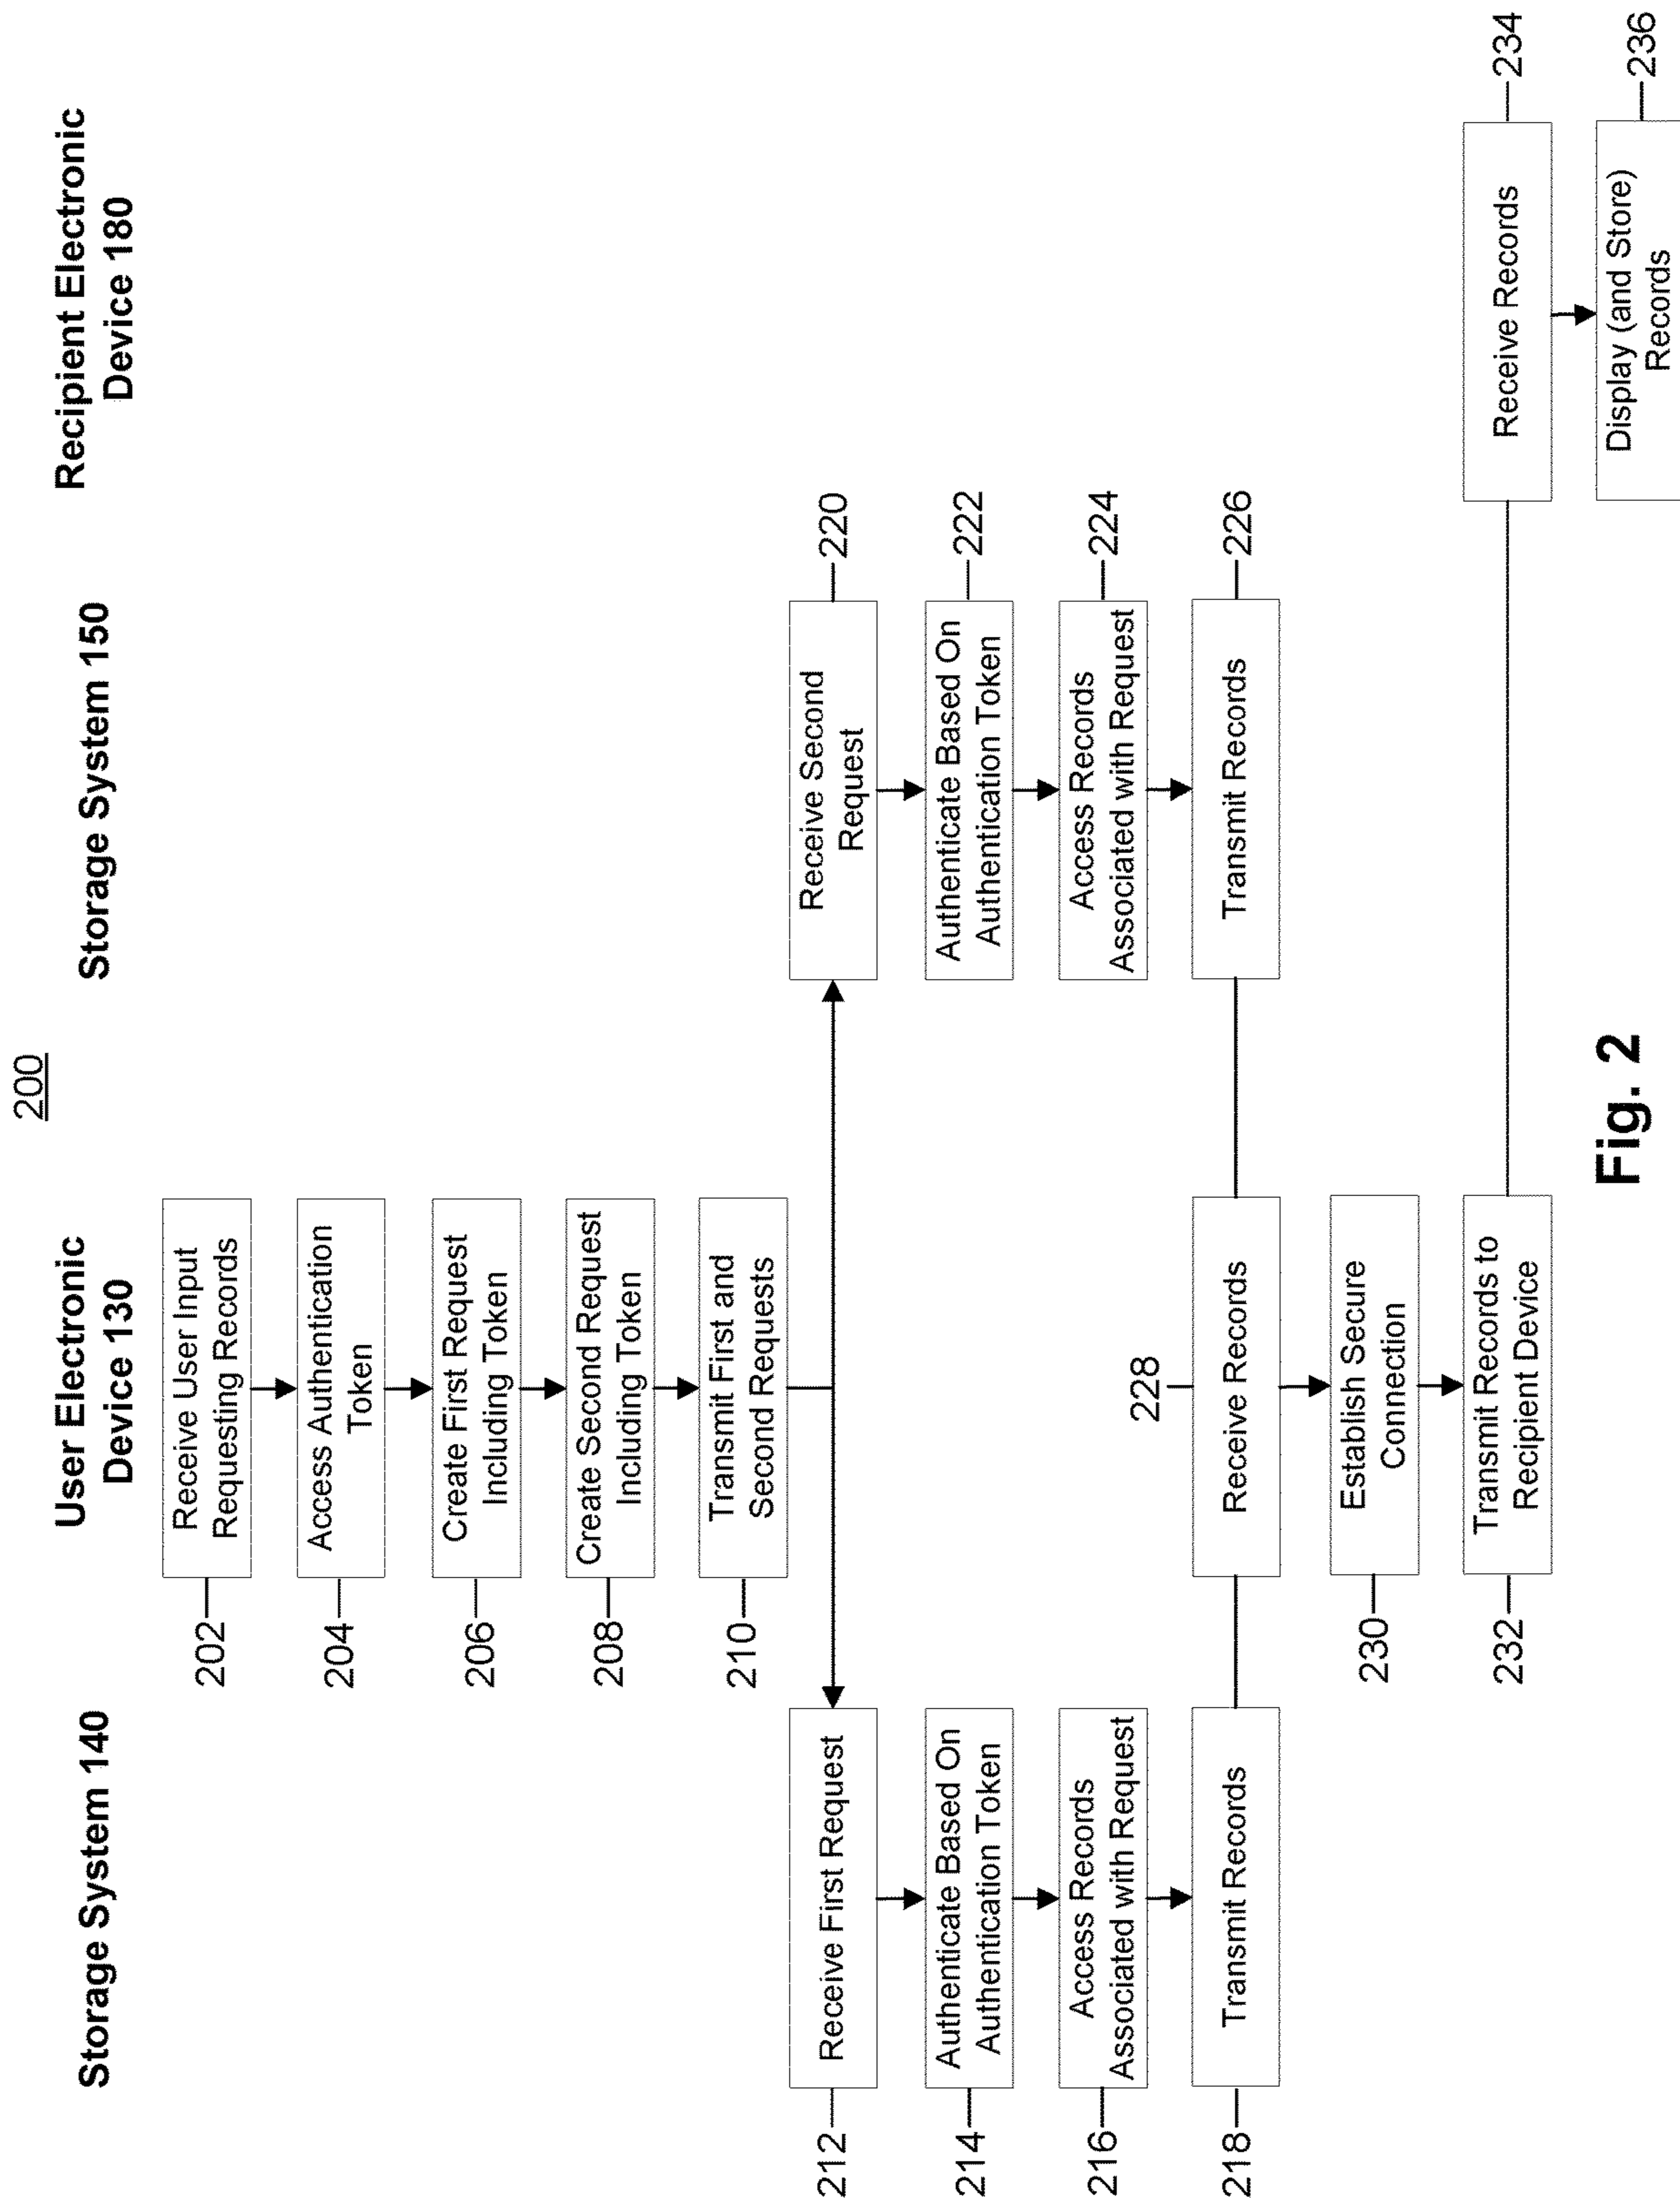 200
Storage System 140
User Electronic
Device 130
Storage System 150
Recipient Electronic
Device 180
202
Receive User Input
Requesting Records
204
Access Authentication
Token
206
Create First Request
Including Token
208
Create Second Request
Including Token
210
Transmit First and
Second Requests
212
Receive First Request
214
Authenticate Based On
Authentication Token
216
Access Records
Associated with Request
218
Transmit Records
Receive Second
Request
220
Authenticate Based On
Authentication Token
222
Access Records
Associated with Request
224
Transmit Records
226
228
Receive Records
230
Establish Secure
Connection
232
Transmit Records to
Recipient Device
Receive Records
234
Display (and Store)
Records
236
Fig. 2